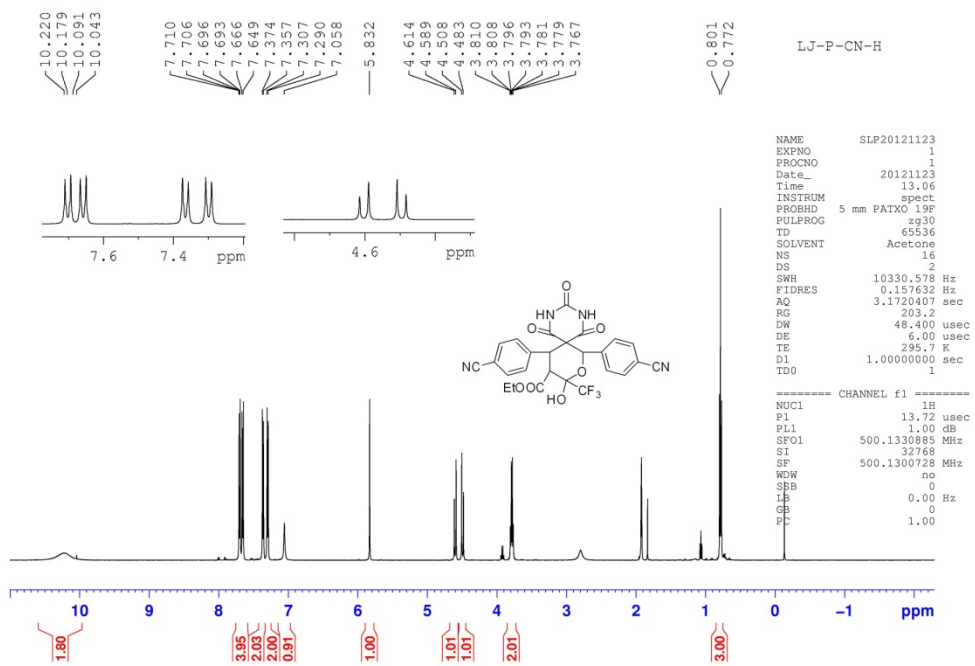 10.220
10.179
10.091
10.043
7.710
7.706
7.696
7.693
7.666
7.649
7.374
7.357
7.307
7.290
7.058
5.832
4.614
4.589
4.508
4.483
3.810
3.808
3.796
3.793
3.781
3.779
3.767
0.801
0.772
LJ-P-CN-H
NAME SLP20121123
EXPNO 1
PROCNO 1
Date_ 20121123
Time 13.06
INSTRUM spect
PROBHD 5 mm PATXO 19F
PULPROG zg30
TD 65536
SOLVENT Acetone
NS 16
DS 2
SWH 10330.578 Hz
FIDRES 0.157632 Hz
AQ 3.1720407 sec
RG 203.2
DW 48.400 usec
DE 6.00 usec
TE 295.7 K
D1 1.00000000 sec
TD0 1
======== CHANNEL f1 ========
NUC1 1H
P1 13.72 usec
PL1 1.00 dB
SFO1 500.1330885 MHz
SI 32768
SF 500.1300728 MHz
WDW no
SSB 0
LB 0.00 Hz
GB 0
PC 1.00
7.6 7.4 ppm
4.6 ppm
O
HN NH
O O
NC CN
O
EtO2C CF3
HO
10 9 8 7 6 5 4 3 2 1 0 -1 ppm
1.80 3.95 2.03 2.00 0.91 1.00 1.01 1.01 2.01 3.00